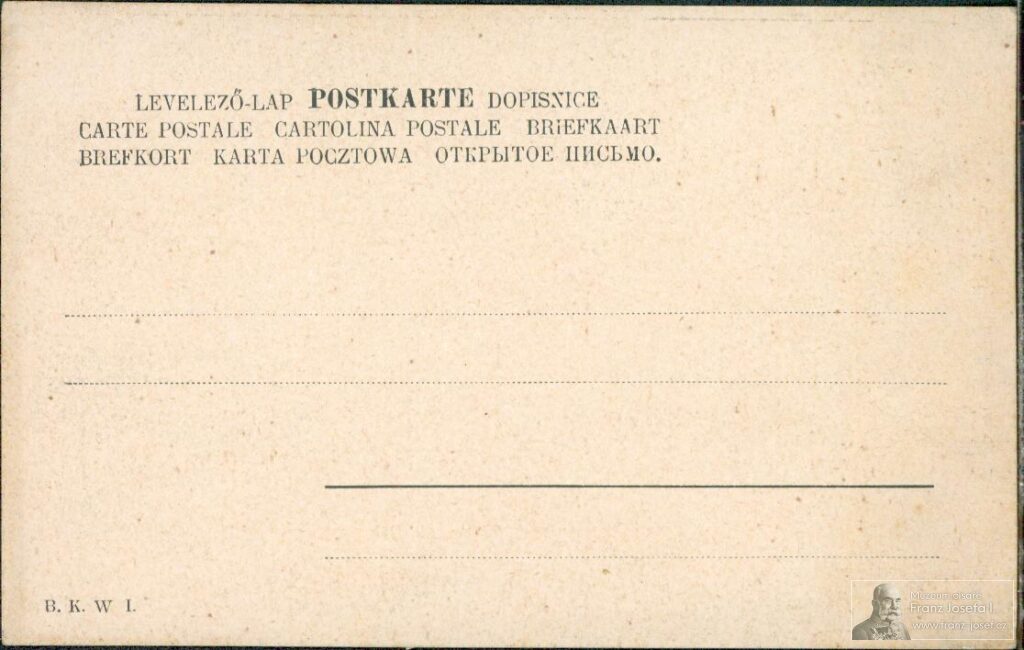 LEVELEZŐ-LAP POSTKARTE DOPISNICE
CARTE POSTALE CARTOLINA POSTALE BRIEFKAART
BREFKORT KARTA POCZTOWA ОТКРЫТОЕ ПИСЬМО.
B. K. W I.
Muzeum císaře
Franz Josefa I.
www.franz-josef.cz